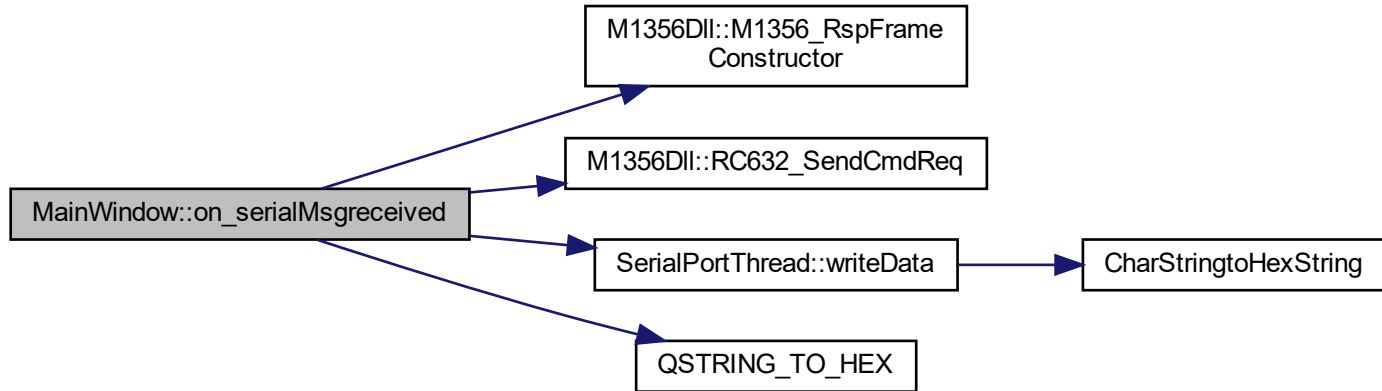 M1356Dll::M1356_RspFrame
Constructor
M1356Dll::RC632_SendCmdReq
MainWindow::on_serialMsgreceived
SerialPortThread::writeData
CharStringtoHexString
QSTRING_TO_HEX